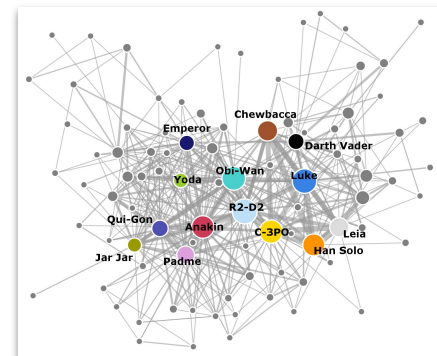 Chewbacca
Emperor
Darth Vader
Obi-Wan
Yoda
Luke
R2-D2
Qui-Gon
Anakin
C-3PO
Leia
Jar Jar
Padme
Han Solo